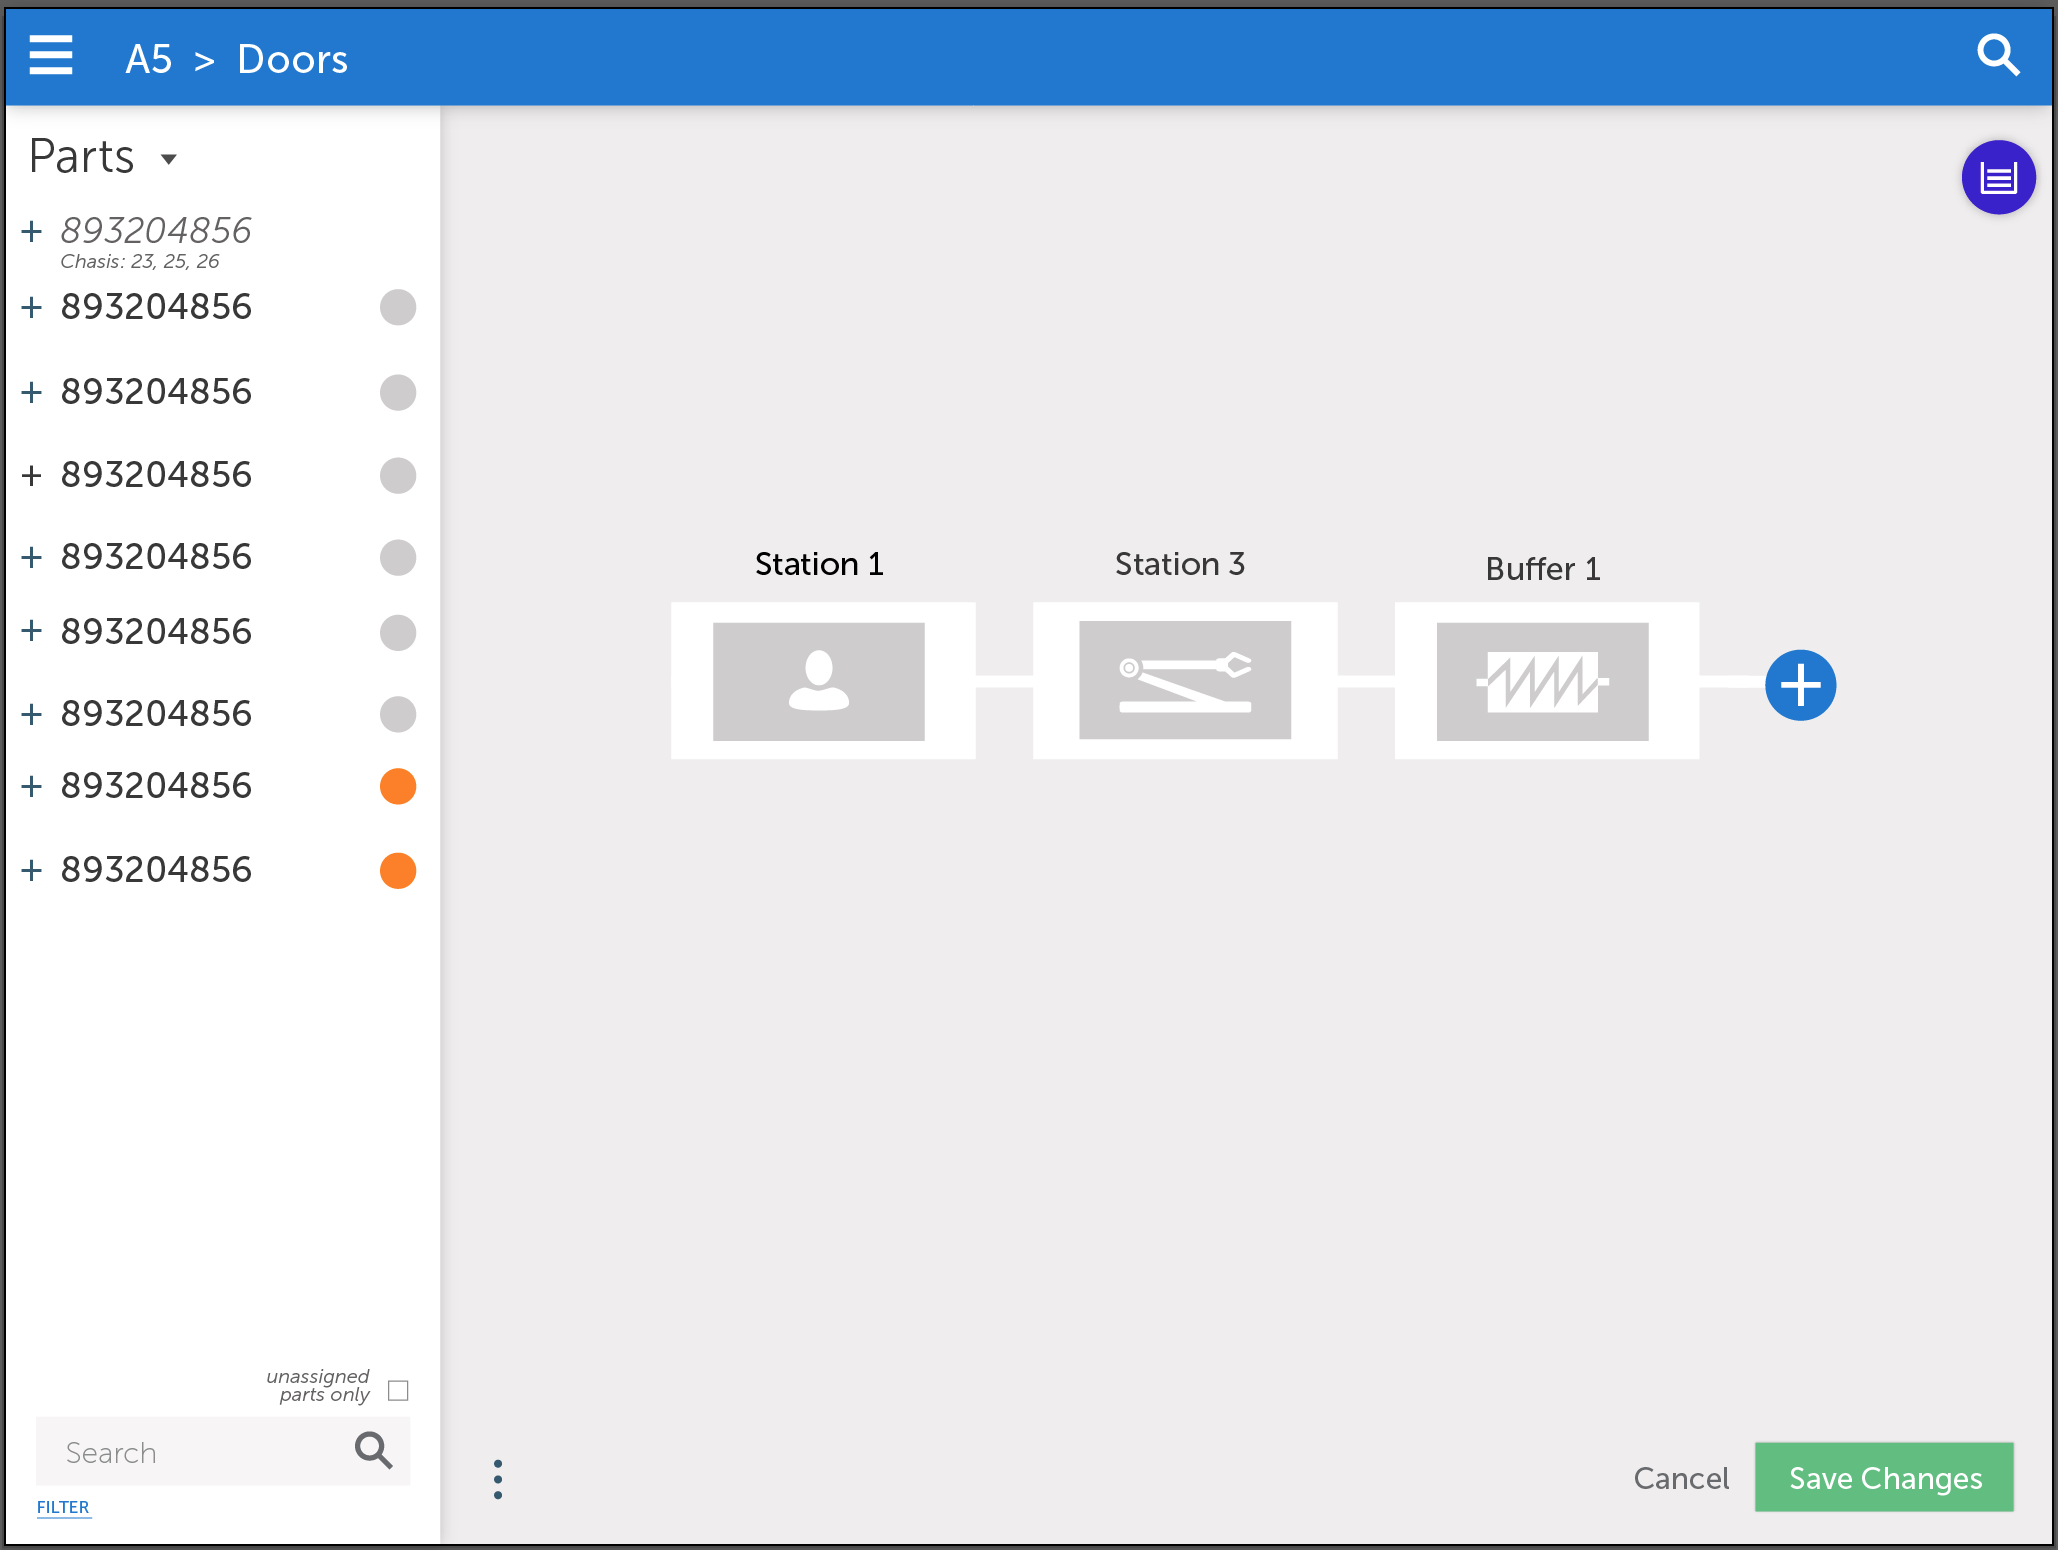 A5 > Doors
Parts
+ 893204856
Chasis: 23, 25, 26
+ 893204856
+ 893204856
+ 893204856
+ 893204856
+ 893204856
+ 893204856
+ 893204856
+ 893204856
unassigned
parts only
Search
FILTER
Station 1
Station 3
Buffer 1
Cancel
Save Changes